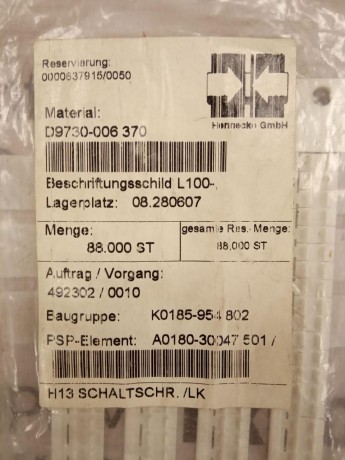 Reservierung:
0000637915/0050
Hennecke GmbH
Material:
D9730-006 370
Beschriftungsschild L100-,
Lagerplatz: 08.280607
Menge:
88.000 ST
gesamte Res.-Menge:
88.000 ST
Auftrag / Vorgang:
492302 / 0010
Baugruppe: K0185-954 802
PSP-Element: A0180-30047 501 /
H13 SCHALTSCHR. /LK